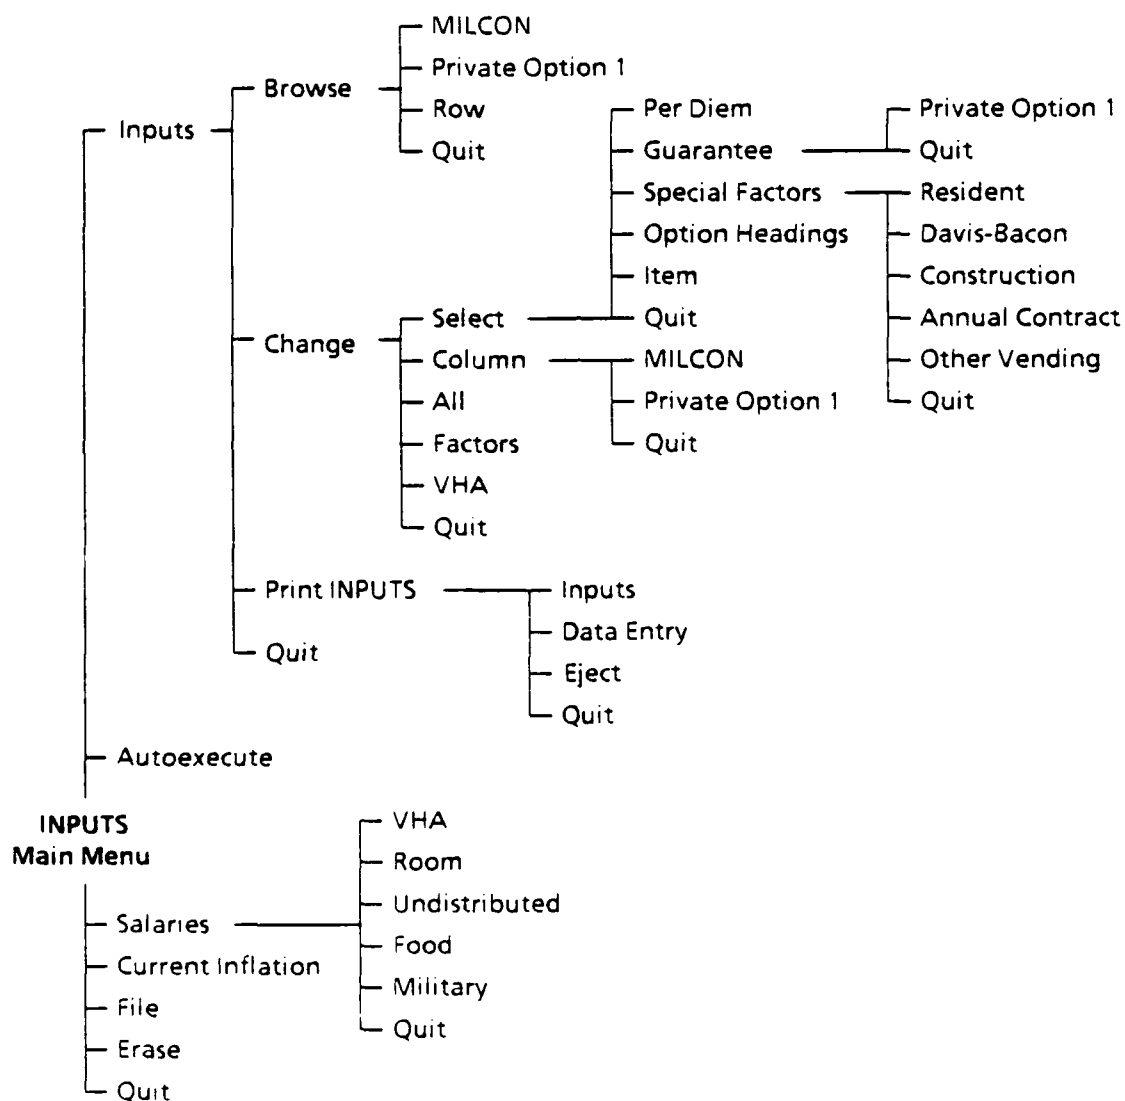 MILCON
Private Option 1
Browse
Row
Quit
Inputs
Per Diem
Guarantee
Special Factors
Option Headings
Item
Quit
Private Option 1
Quit
Resident
Davis-Bacon
Construction
Annual Contract
Other Vending
Quit
Change
Select
Column
All
Factors
VHA
Quit
MILCON
Private Option 1
Quit
Print INPUTS
Inputs
Data Entry
Eject
Quit
Quit
Autoexecute
INPUTS
Main Menu
Salaries
VHA
Room
Undistributed
Food
Military
Quit
Current Inflation
File
Erase
Quit